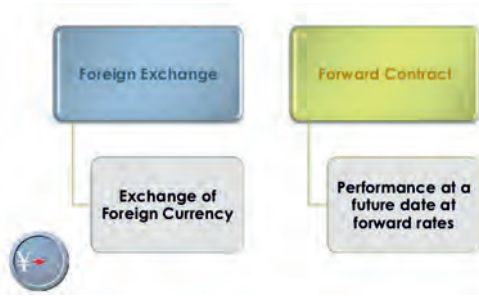 Foreign Exchange
Forward Contract
Exchange of
Foreign Currency
Performance at a
future date at
forward rates
¥